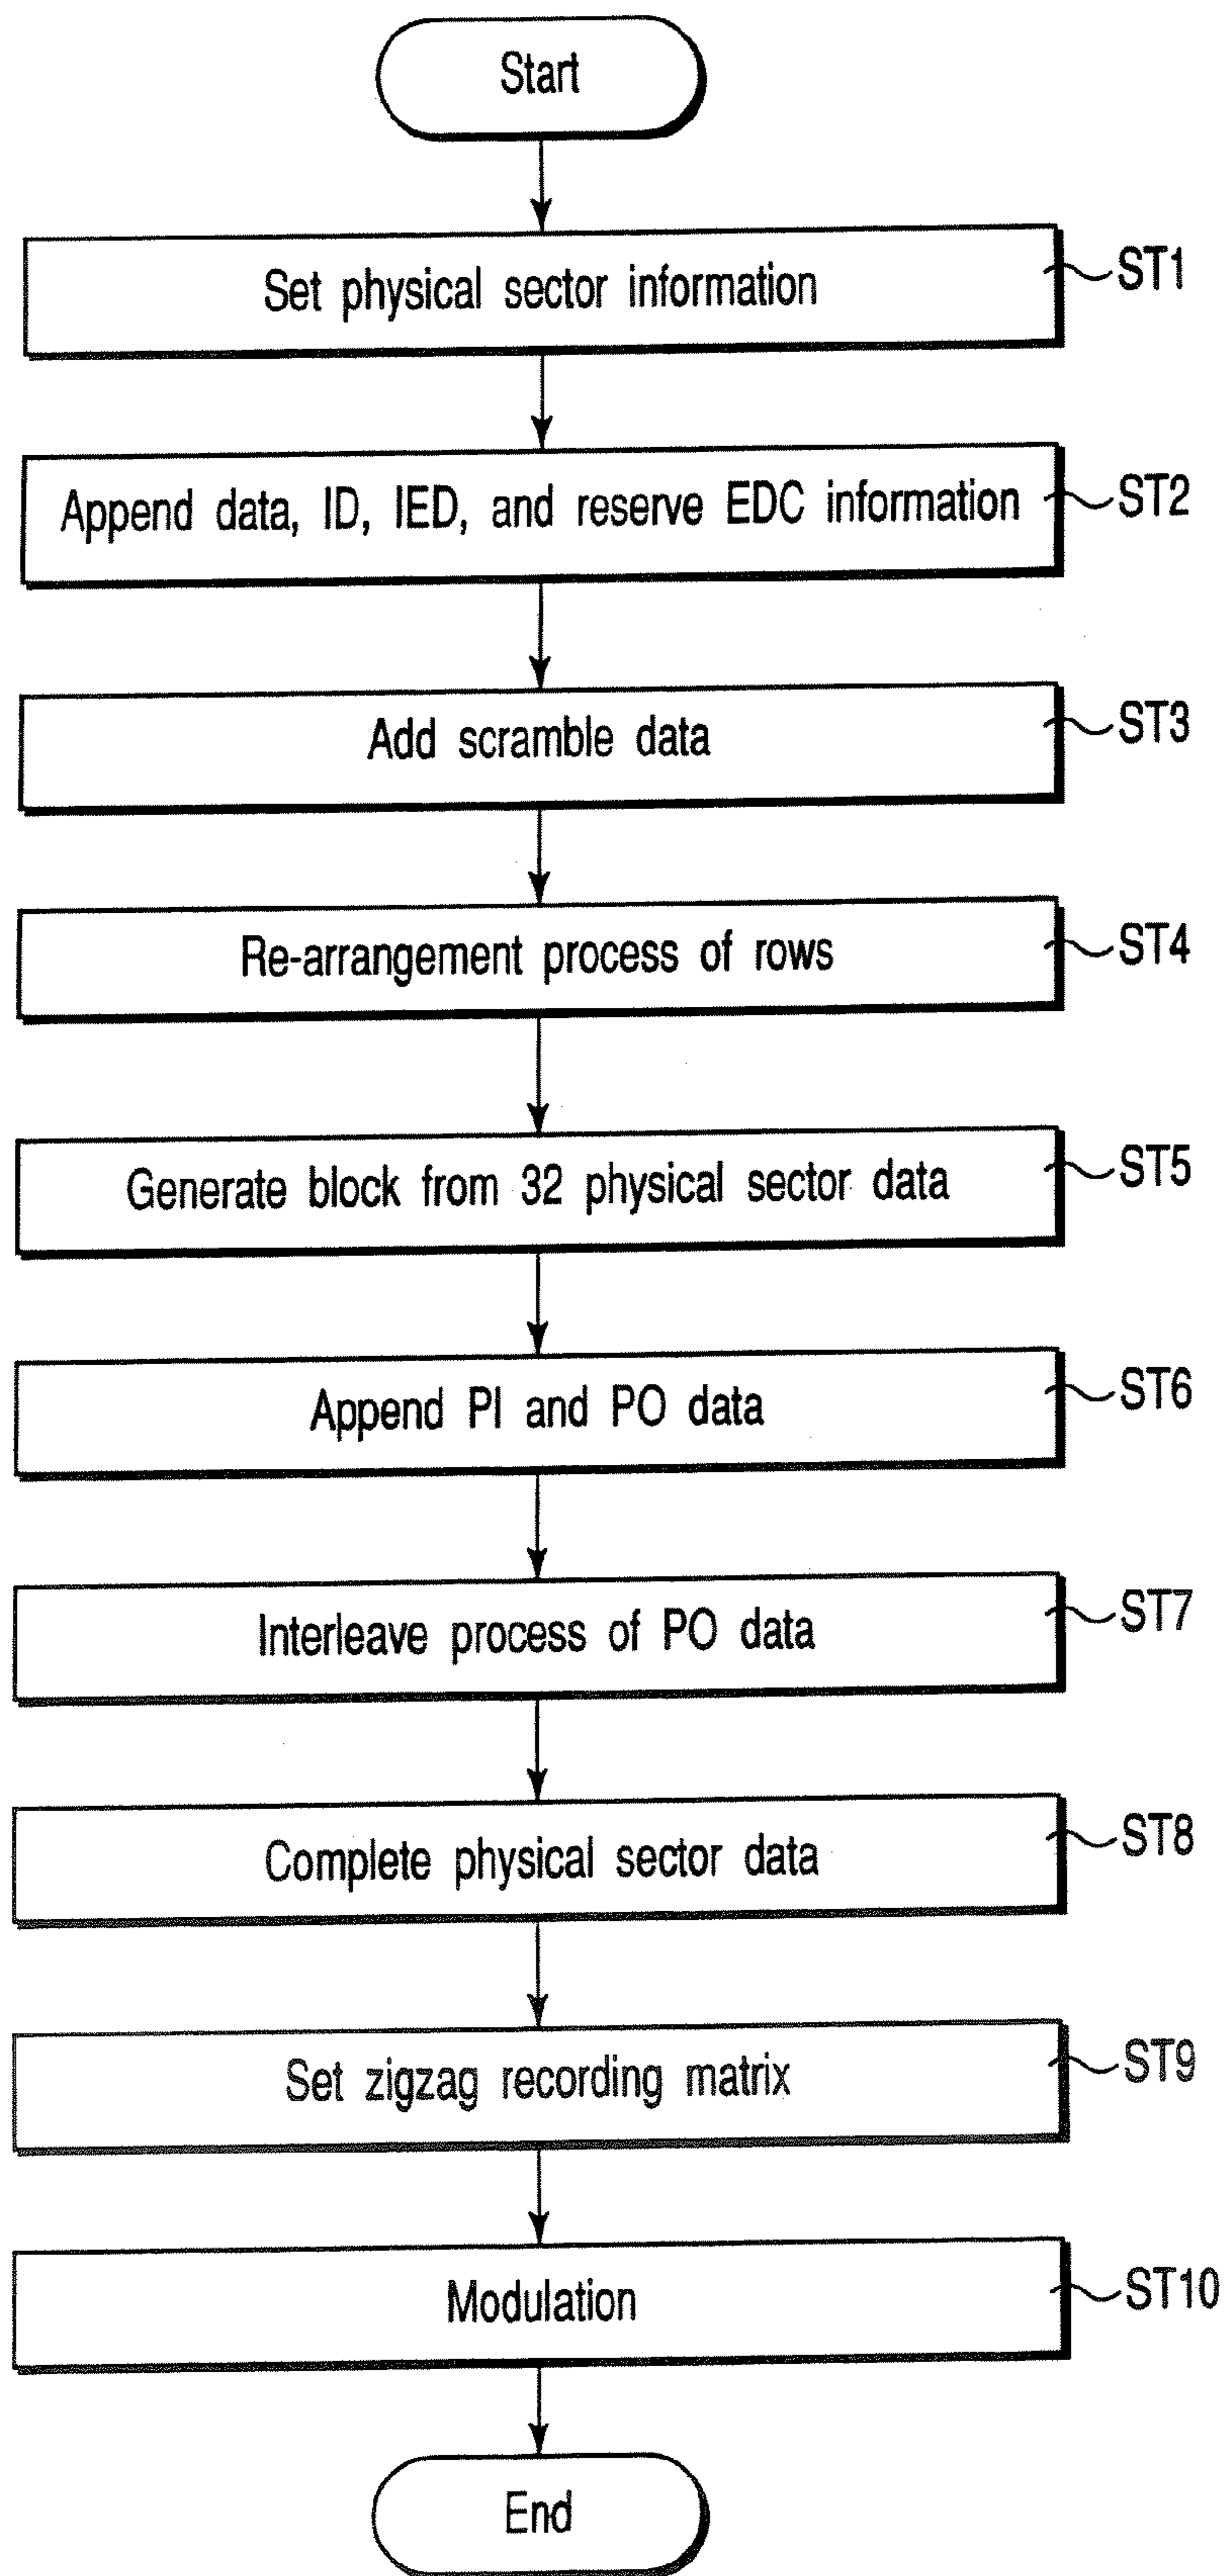 Start
Set physical sector information
ST1
Append data, ID, IED, and reserve EDC information
ST2
Add scramble data
ST3
Re-arrangement process of rows
ST4
Generate block from 32 physical sector data
ST5
Append PI and PO data
ST6
Interleave process of PO data
ST7
Complete physical sector data
ST8
Set zigzag recording matrix
ST9
Modulation
ST10
End